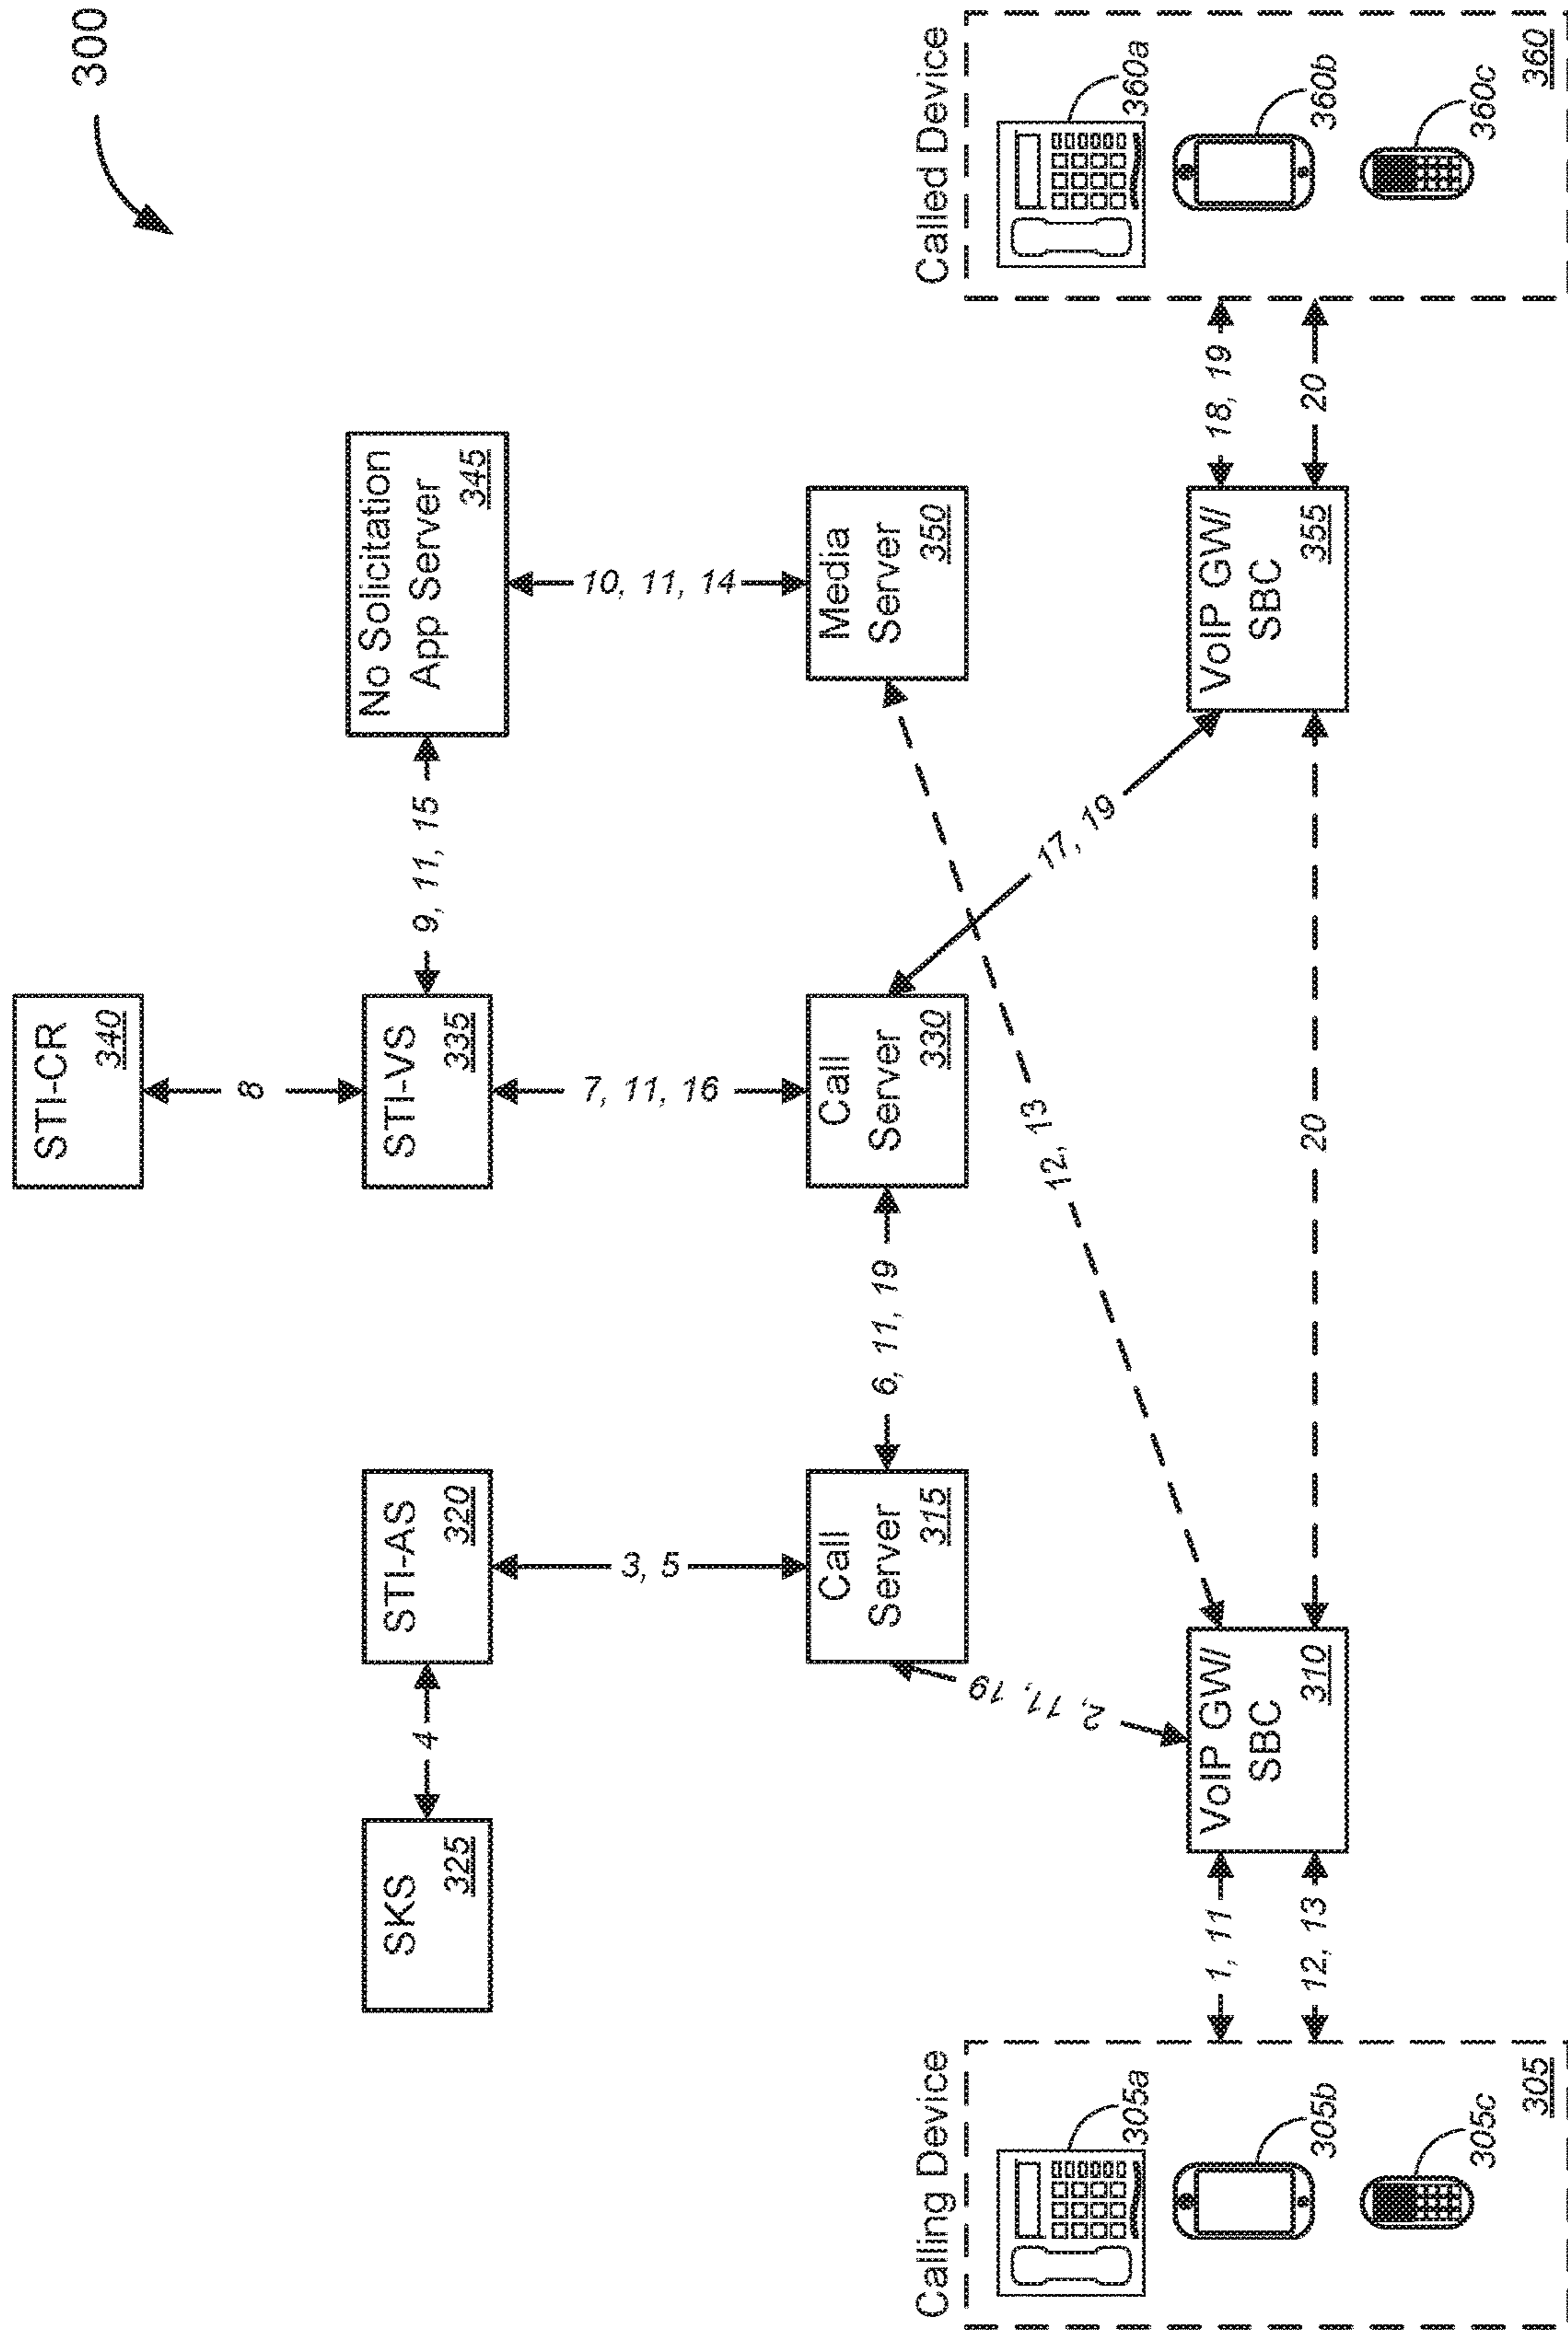 300
STI-CR
340
8
SKS
325
4
STI-AS
320
STI-VS
335
9, 11, 15
No Solicitation
App Server
345
3, 5
7, 11, 16
10, 11, 14
Call
Server
315
6, 11, 19
Call
Server
330
Media
Server
350
2, 11, 19
12, 13
17, 19
Calling Device
305a
305b
305c
305
1, 11
12, 13
VoIP GW/
SBC
310
20
VoIP GW/
SBC
355
18, 19
20
Called Device
360a
360b
360c
360